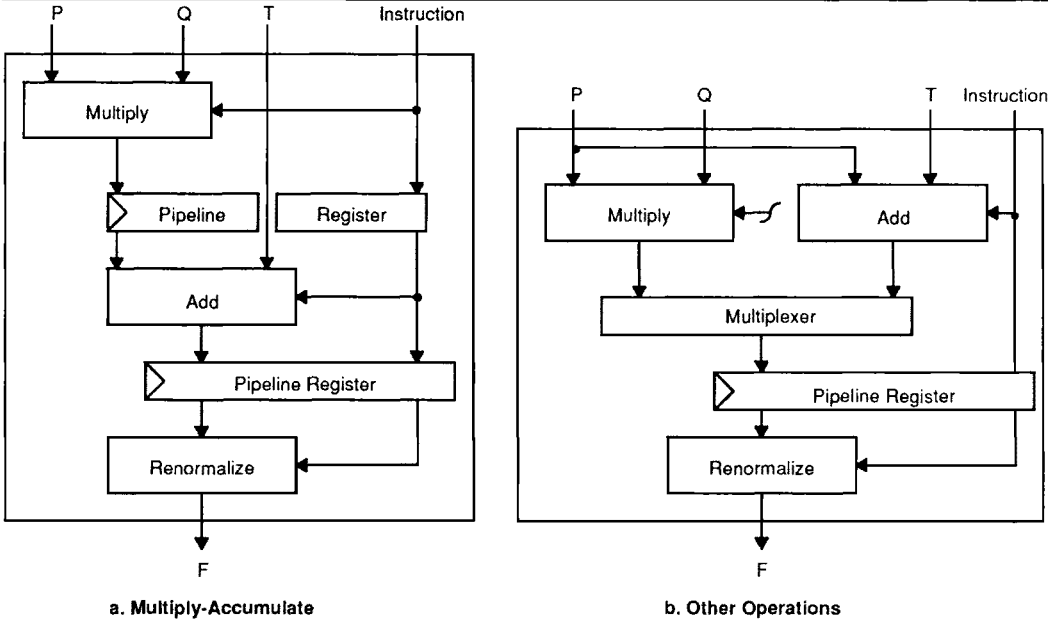 P Q T Instruction
Multiply
Pipeline Register
Add
Pipeline Register
Renormalize
F
a. Multiply-Accumulate
P Q T Instruction
Multiply Add
Multiplexer
Pipeline Register
Renormalize
F
b. Other Operations